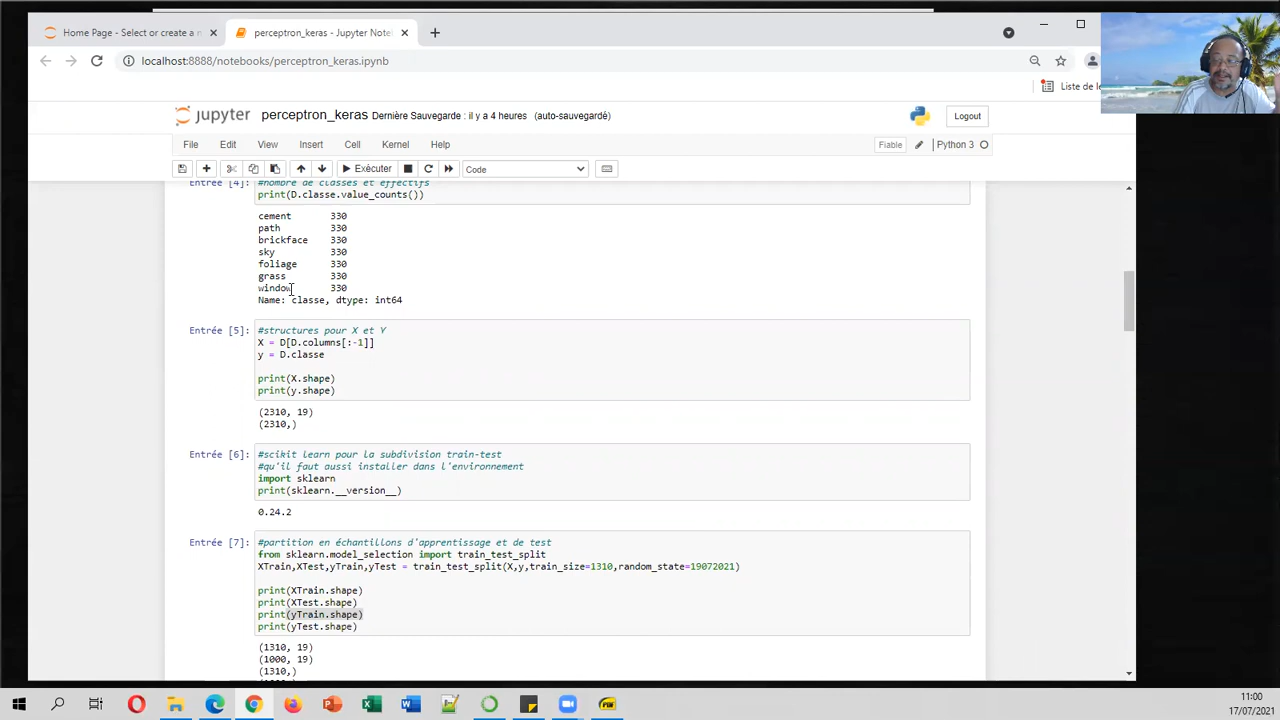 Home Page - Select or create a n
perceptron_keras - Jupyter Note
localhost:8888/notebooks/perceptron_keras.ipynb
Liste de le
jupyter perceptron_keras Dernière Sauvegarde : il y a 4 heures (auto-sauvegardé)
Logout
File Edit View Insert Cell Kernel Help
Fiable
Python 3
Exécuter
Code
Entrée [4]: #nombre de classes et effectifs
print(D.classe.value_counts())
cement 330
path 330
brickface 330
sky 330
foliage 330
grass 330
window 330
Name: classe, dtype: int64
Entrée [5]: #structures pour X et Y
X = D[D.columns[:-1]]
y = D.classe
print(X.shape)
print(y.shape)
(2310, 19)
(2310,)
Entrée [6]: #scikit learn pour la subdivision train-test
#qu'il faut aussi installer dans l'environnement
import sklearn
print(sklearn.__version__)
0.24.2
Entrée [7]: #partition en échantillons d'apprentissage et de test
from sklearn.model_selection import train_test_split
XTrain,XTest,yTrain,yTest = train_test_split(X,y,train_size=1310,random_state=19072021)
print(XTrain.shape)
print(XTest.shape)
print(yTrain.shape)
print(yTest.shape)
(1310, 19)
(1000, 19)
(1310,)
11:00
17/07/2021